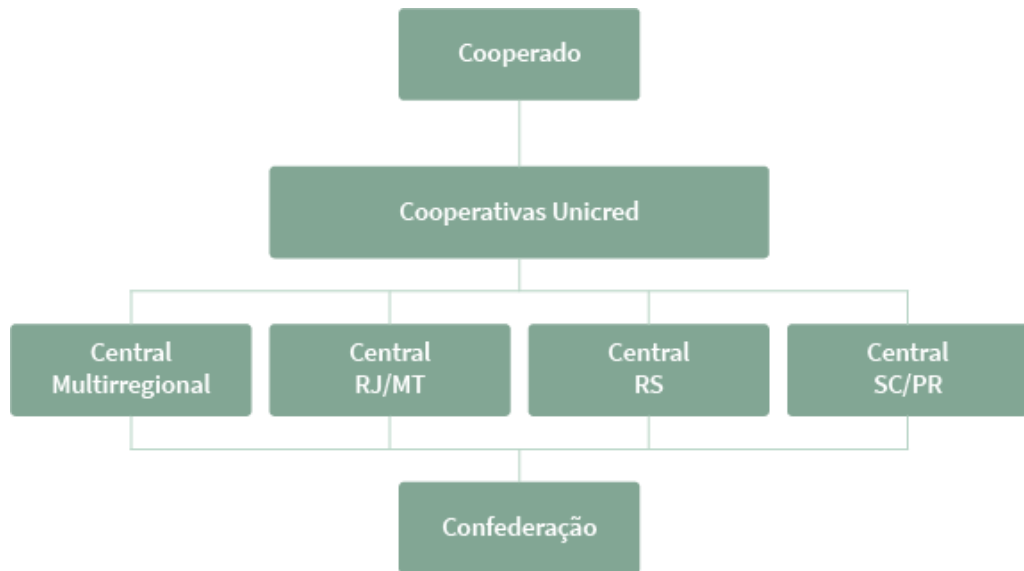 Cooperado
Cooperativas Unicred
Central
Multirregional
Central
RJ/MT
Central
RS
Central
SC/PR
Confederação